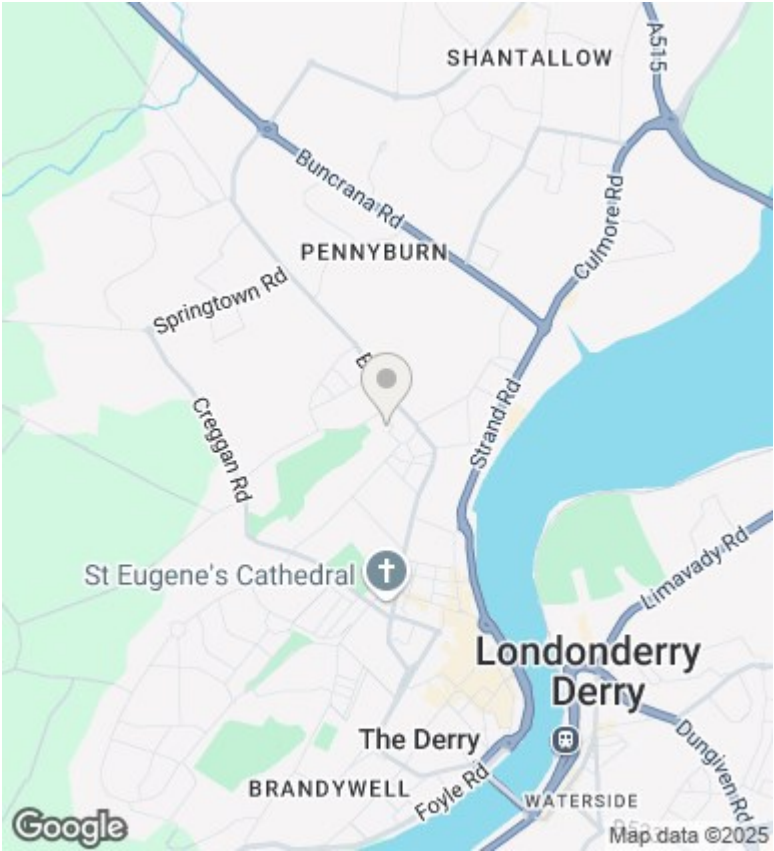 SHANTALLOW
A515
Buncrana Rd
Culmore Rd
PENNYBURN
Springtown Rd
Creggan Rd
Strand Rd
St Eugene's Cathedral
Limavady Rd
Londonderry
Derry
The Derry
Dungiven Rd
BRANDYWELL
Foyle Rd
WATERSIDE
Google
Map data ©2025